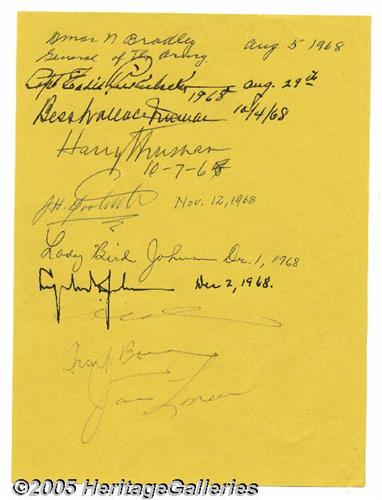 Omar N Bradley Aug 5 1968
General of The Army
Capt Eddie Rickenbacker
1968 Aug. 29th
Bess Wallace Truman 10/4/68
Harry Truman
10-7-68
J.H. Doolittle Nov. 12, 1968
Lady Bird Johnson Dec. 1, 1968
Dec 2, 1968.
©2005 HeritageGalleries